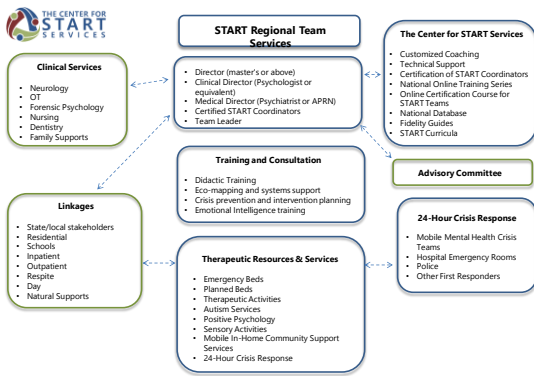 THE CENTER FOR
START
SERVICES
START Regional Team
Services
Clinical Services
• Neurology
• OT
• Forensic Psychology
• Nursing
• Dentistry
• Family Supports
• Director (master's or above)
• Clinical Director (Psychologist or
equivalent)
• Medical Director (Psychiatrist or APRN)
• Certified START Coordinators
• Team Leader
The Center for START Services
• Customized Coaching
• Technical Support
• Certification of START Coordinators
• National Online Training Series
• Online Certification Course for
START Teams
• National Database
• Fidelity Guides
• START Curricula
Training and Consultation
• Didactic Training
• Eco-mapping and systems support
• Crisis prevention and intervention planning
• Emotional Intelligence training
Advisory Committee
Linkages
• State/local stakeholders
• Residential
• Schools
• Inpatient
• Outpatient
• Respite
• Day
• Natural Supports
24-Hour Crisis Response
• Mobile Mental Health Crisis
Teams
• Hospital Emergency Rooms
• Police
• Other First Responders
Therapeutic Resources & Services
• Emergency Beds
• Planned Beds
• Therapeutic Activities
• Autism Services
• Positive Psychology
• Sensory Activities
• Mobile In-Home Community Support
Services
• 24-Hour Crisis Response